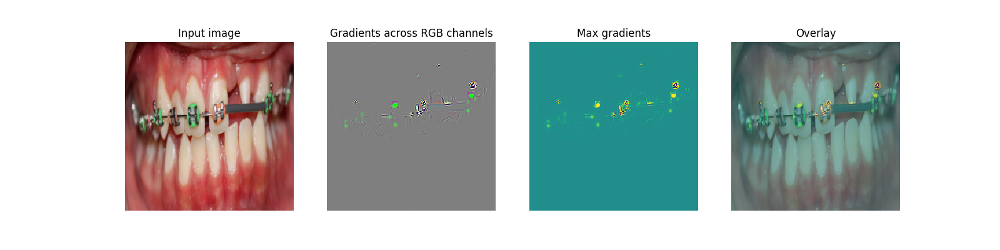 Input image
Gradients across RGB channels
Max gradients
Overlay